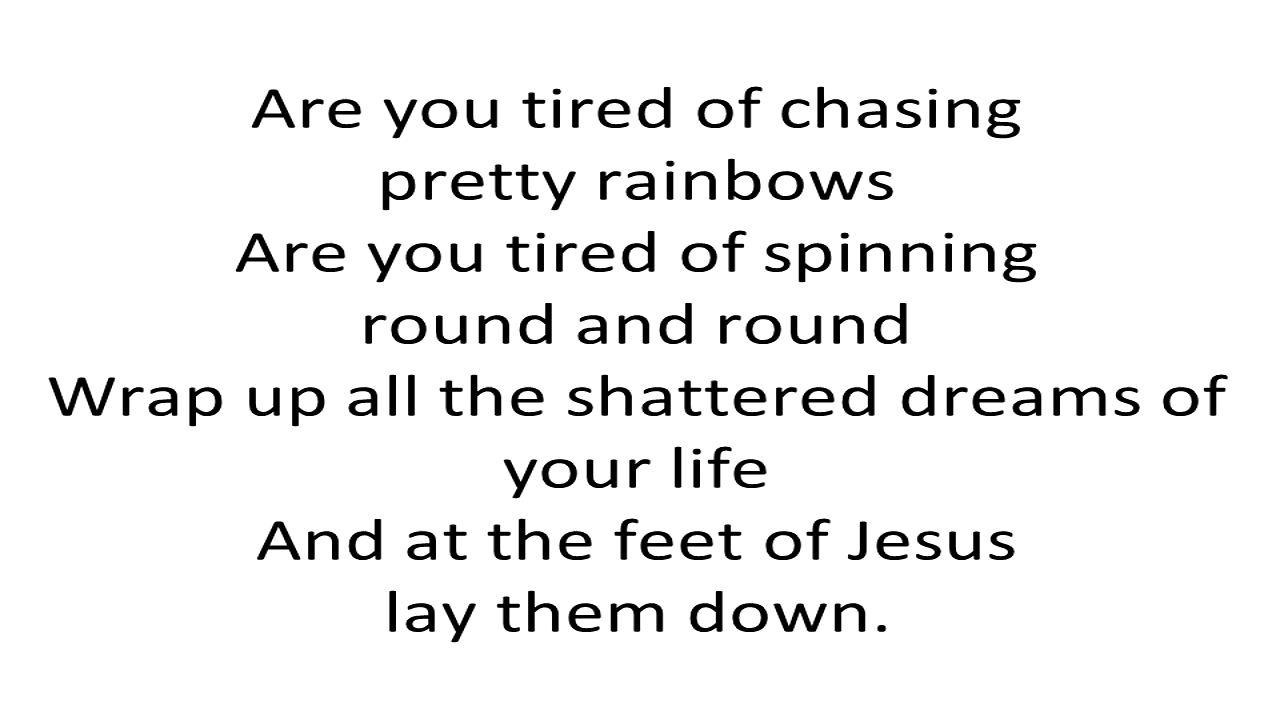 Are you tired of chasing
pretty rainbows
Are you tired of spinning
round and round
Wrap up all the shattered dreams of
your life
And at the feet of Jesus
lay them down.